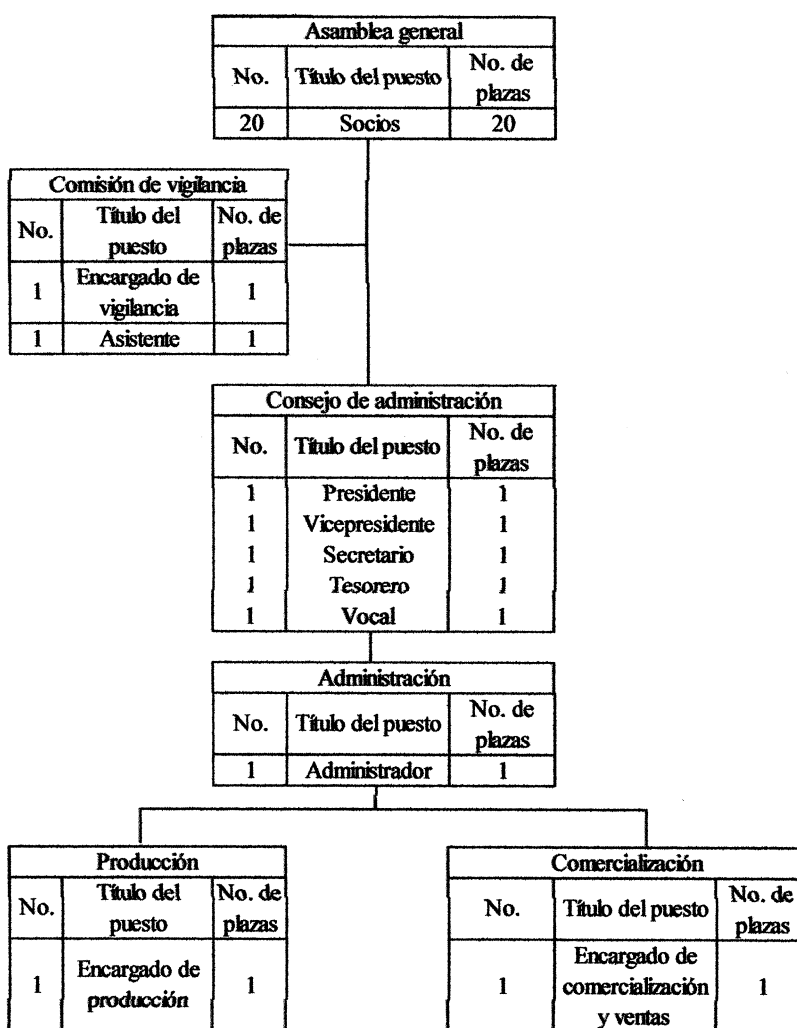 Asamblea general
No. Título del puesto No. de plazas
20 Socios 20
Comisión de vigilancia
No. Título del puesto No. de plazas
1 Encargado de vigilancia 1
1 Asistente 1
Consejo de administración
No. Título del puesto No. de plazas
1 Presidente 1
1 Vicepresidente 1
1 Secretario 1
1 Tesorero 1
1 Vocal 1
Administración
No. Título del puesto No. de plazas
1 Administrador 1
Producción
No. Título del puesto No. de plazas
1 Encargado de producción 1
Comercialización
No. Título del puesto No. de plazas
1 Encargado de comercialización y ventas 1